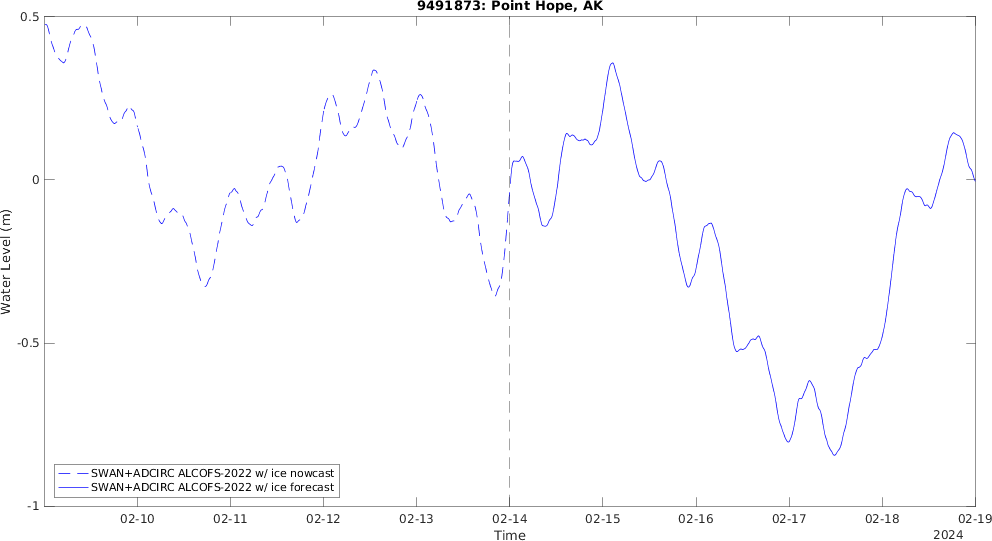 9491873: Point Hope, AK
0.5
0
-0.5
-1
Water Level (m)
SWAN+ADCIRC ALCOFS-2022 w/ ice nowcast
SWAN+ADCIRC ALCOFS-2022 w/ ice forecast
02-10 02-11 02-12 02-13 02-14 02-15 02-16 02-17 02-18 02-19
Time
2024